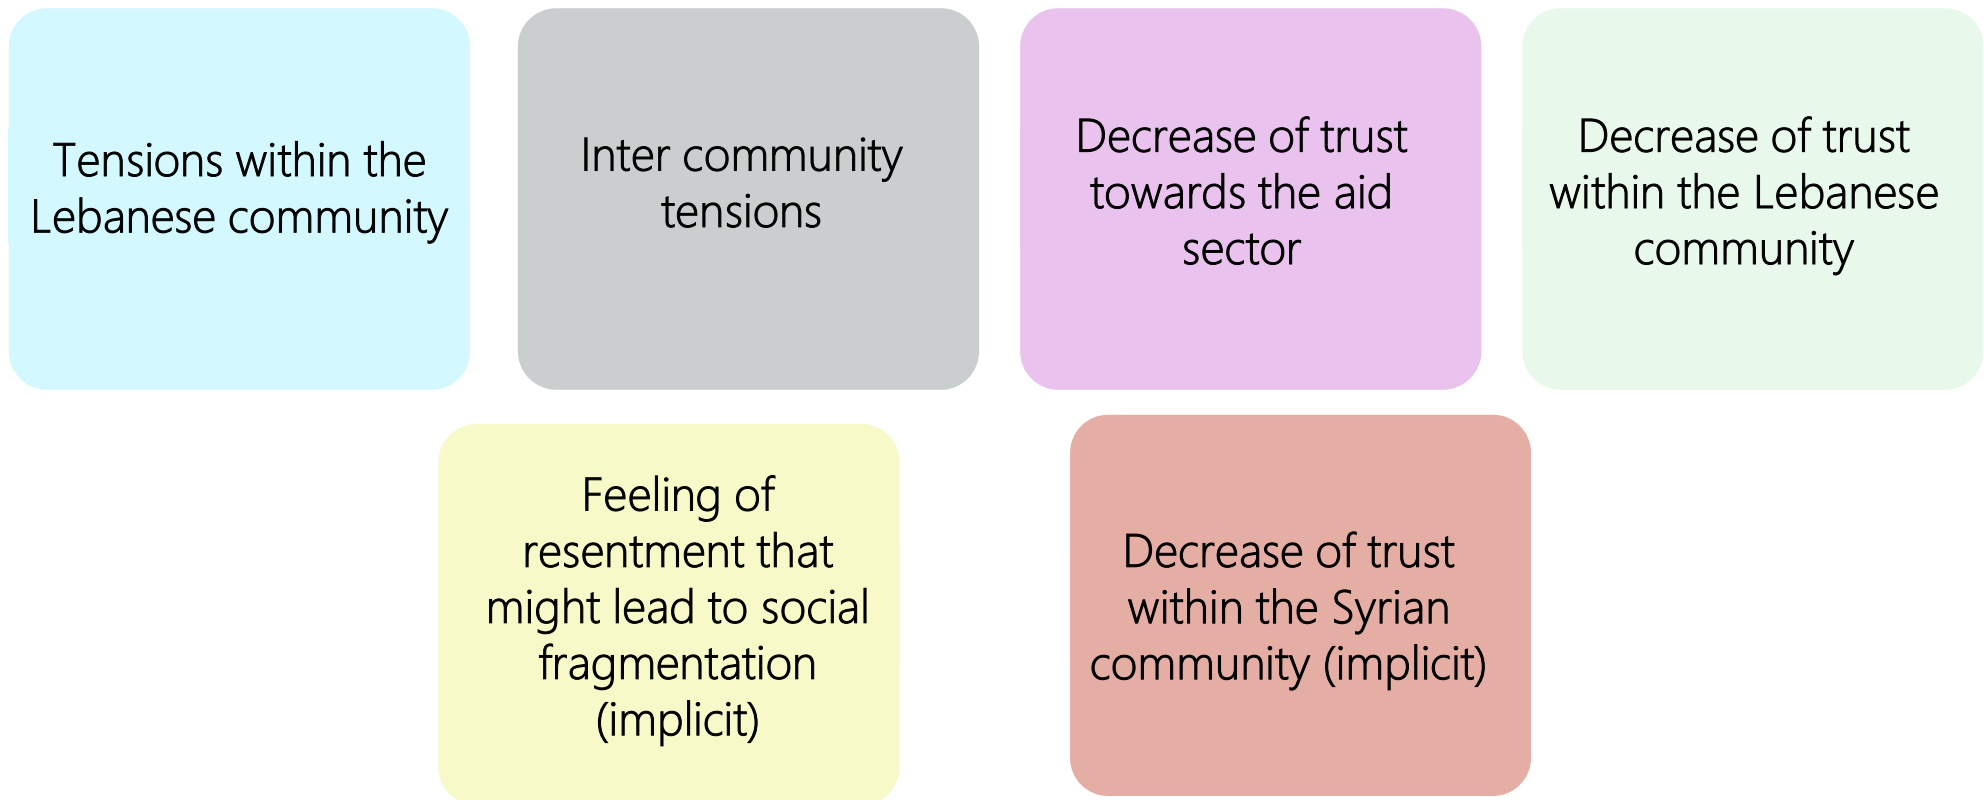 Tensions within the
Lebanese community
Inter community
tensions
Decrease of trust
towards the aid
sector
Decrease of trust
within the Lebanese
community
Feeling of
resentment that
might lead to social
fragmentation
(implicit)
Decrease of trust
within the Syrian
community (implicit)